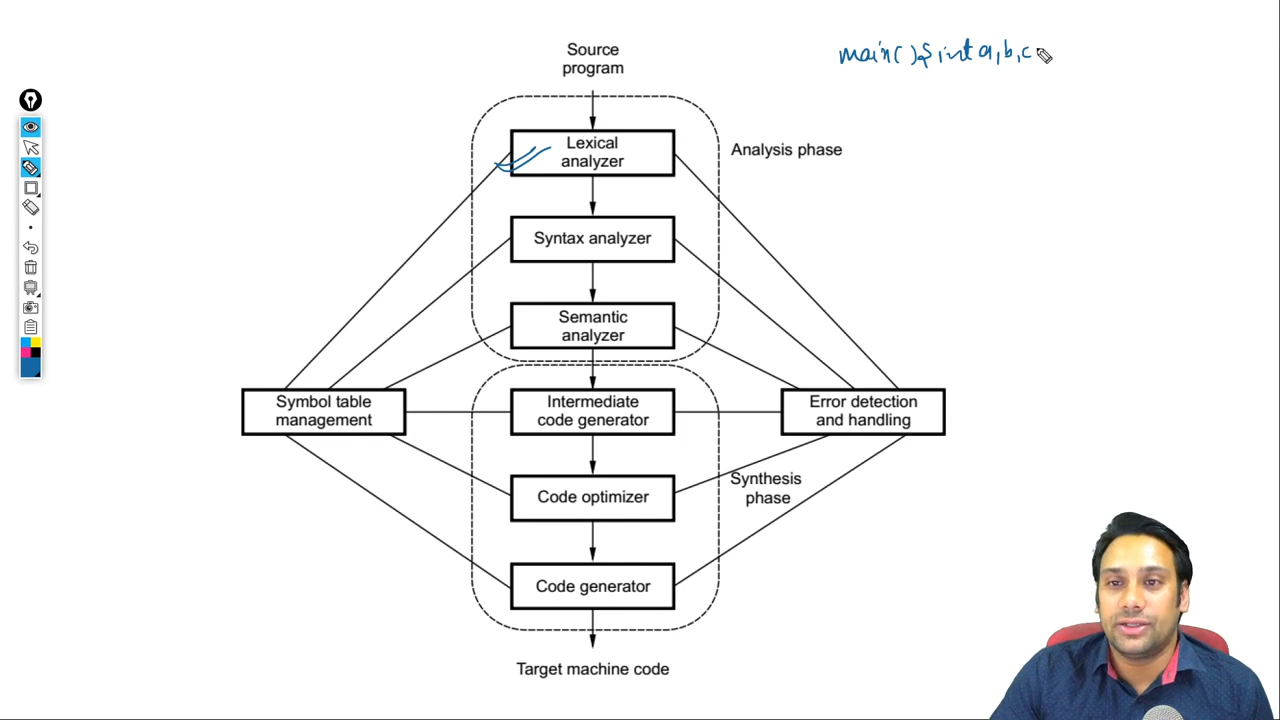 Source
program
main(){ int a,b,c
Lexical
analyzer
Analysis phase
Syntax analyzer
Semantic
analyzer
Symbol table
management
Intermediate
code generator
Error detection
and handling
Synthesis
phase
Code optimizer
Code generator
Target machine code